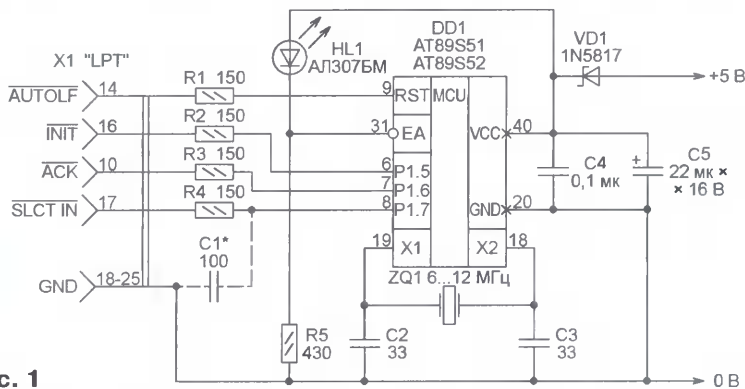 DD1
AT89S51
AT89S52
VD1
1N5817
HL1
АЛ307БМ
X1 "LPT"
AUTOLF 14
R1 150
9 RST MCU
+5 В
INIT 16
R2 150
31 EA
VCC 40
ACK 10
R3 150
6 P1.5
7 P1.6
C4
0,1 мк
+ C5
22 мк ×
× 16 В
SLCT IN 17
R4 150
8 P1.7
GND 20
C1*
100
19 X1
X2 18
GND 18-25
ZQ1 6...12 МГц
R5
430
C2
33
C3
33
0 В
с. 1